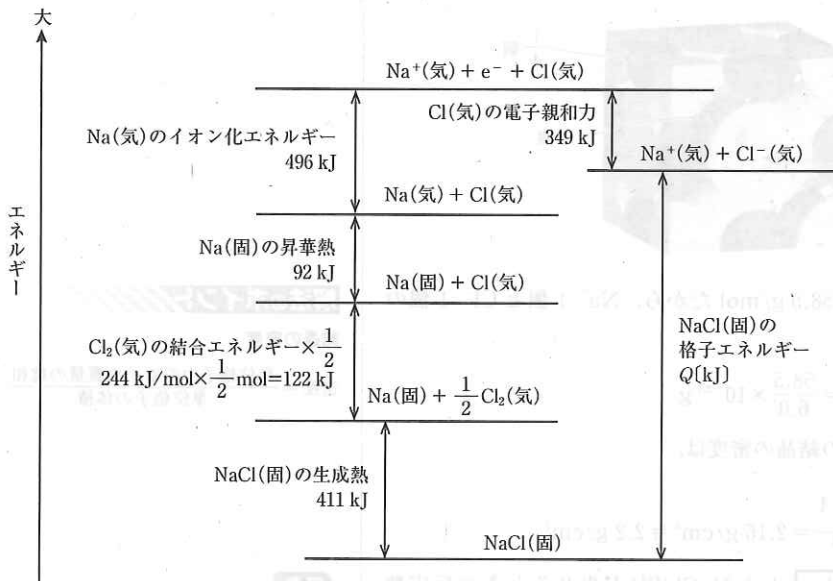 大
エネルギー
Na⁺(気) + e⁻ + Cl(気)
Na(気)のイオン化エネルギー
496 kJ
Cl(気)の電子親和力
349 kJ
Na⁺(気) + Cl⁻(気)
Na(気) + Cl(気)
Na(固)の昇華熱
92 kJ
Na(固) + Cl(気)
Cl₂(気)の結合エネルギー×1/2
244 kJ/mol×1/2 mol=122 kJ
Na(固) + 1/2 Cl₂(気)
NaCl(固)の
格子エネルギー
Q〔kJ〕
NaCl(固)の生成熱
411 kJ
NaCl(固)